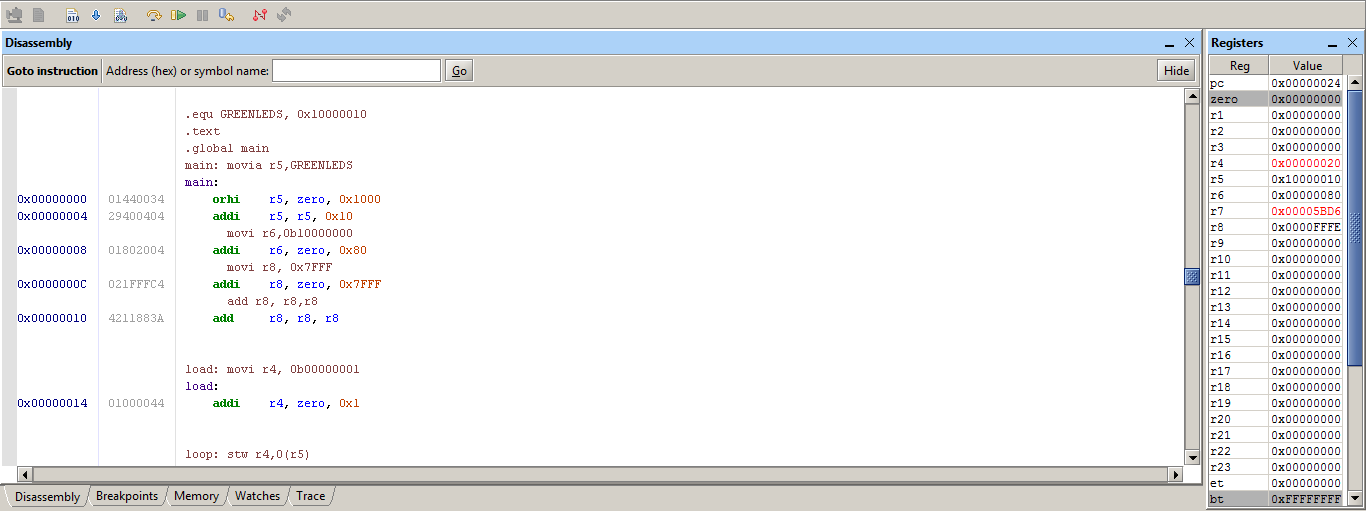 Disassembly
Goto instruction Address (hex) or symbol name: Go Hide
.equ GREENLEDS, 0x10000010
.text
.global main
main: movia r5,GREENLEDS
main:
0x00000000 01440034 orhi r5, zero, 0x1000
0x00000004 29400404 addi r5, r5, 0x10
movi r6,0b10000000
0x00000008 01802004 addi r6, zero, 0x80
movi r8, 0x7FFF
0x0000000C 021FFFC4 addi r8, zero, 0x7FFF
add r8, r8,r8
0x00000010 4211883A add r8, r8, r8
load: movi r4, 0b00000001
load:
0x00000014 01000044 addi r4, zero, 0x1
loop: stw r4,0(r5)
Disassembly Breakpoints Memory Watches Trace
Registers
Reg Value
pc 0x00000024
zero 0x00000000
r1 0x00000000
r2 0x00000000
r3 0x00000000
r4 0x00000020
r5 0x10000010
r6 0x00000080
r7 0x00005BD6
r8 0x0000FFFE
r9 0x00000000
r10 0x00000000
r11 0x00000000
r12 0x00000000
r13 0x00000000
r14 0x00000000
r15 0x00000000
r16 0x00000000
r17 0x00000000
r18 0x00000000
r19 0x00000000
r20 0x00000000
r21 0x00000000
r22 0x00000000
r23 0x00000000
et 0x00000000
bt 0xFFFFFFFF